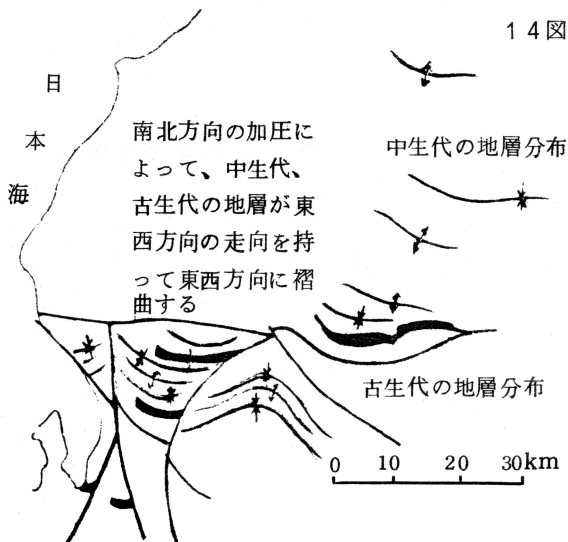 14図
日
本
海
南北方向の加圧に
よって、中生代、
古生代の地層が東
西方向の走向を持
って東西方向に褶
曲する
中生代の地層分布
古生代の地層分布
0 10 20 30km